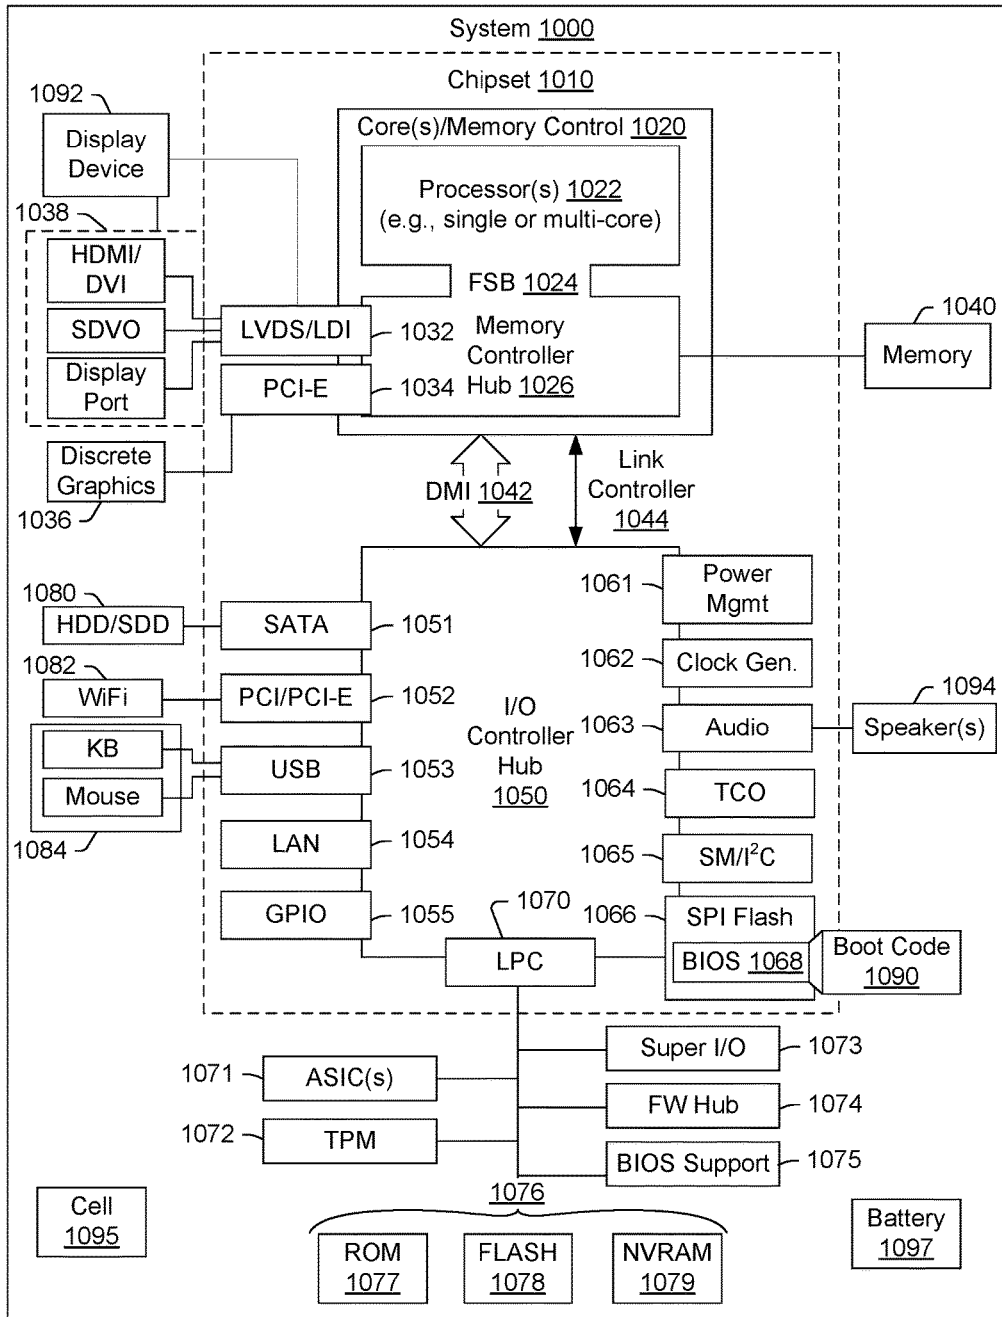 System 1000
Chipset 1010
1092
Display
Device
Core(s)/Memory Control 1020
Processor(s) 1022
(e.g., single or multi-core)
1038
HDMI/
DVI
SDVO
Display
Port
FSB 1024
LVDS/LDI
1032
PCI-E
1034
Memory
Controller
Hub 1026
1040
Memory
Discrete
Graphics
1036
DMI 1042
Link
Controller
1044
1080
HDD/SDD
SATA
1051
1082
WiFi
PCI/PCI-E
1052
KB
Mouse
1084
USB
1053
LAN
1054
GPIO
1055
I/O
Controller
Hub
1050
1061
Power
Mgmt
1062
Clock Gen.
1063
Audio
1094
Speaker(s)
1064
TCO
1065
SM/I²C
1066
SPI Flash
BIOS 1068
Boot Code
1090
1070
LPC
1071
ASIC(s)
1072
TPM
Super I/O
1073
FW Hub
1074
BIOS Support
1075
1076
Cell
1095
ROM
1077
FLASH
1078
NVRAM
1079
Battery
1097